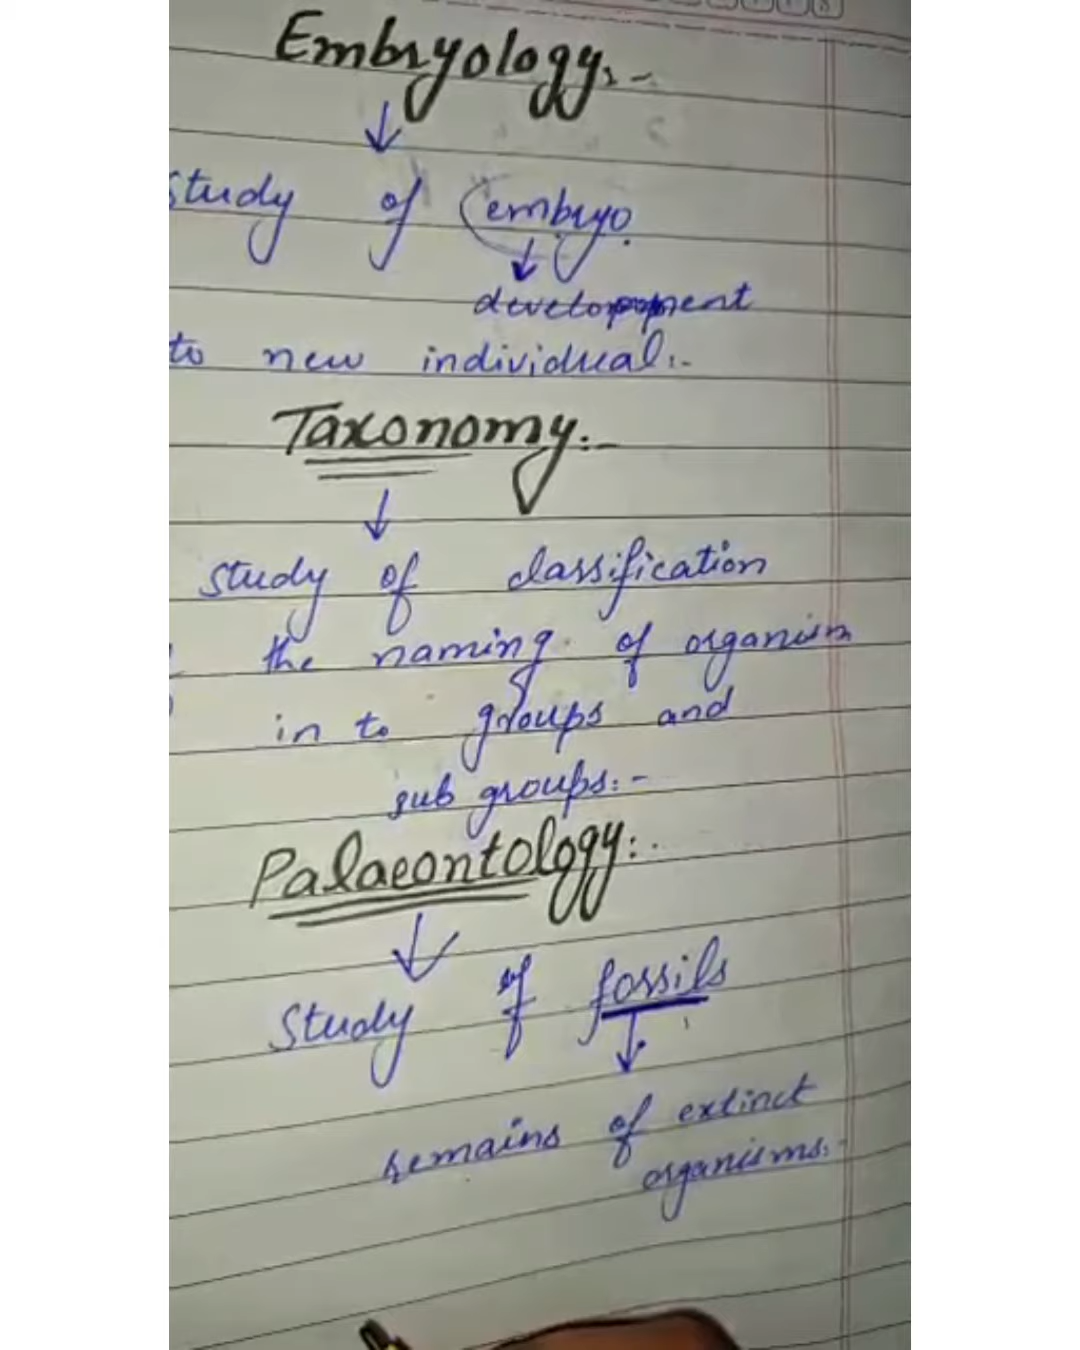 Embryology:-
study of embryo.
development
to new individual:-
Taxonomy:-
study of classification
the naming of organism
in to groups and
sub groups:-
Palaeontology:-
Study of fossils
remains of extinct
organisms:-